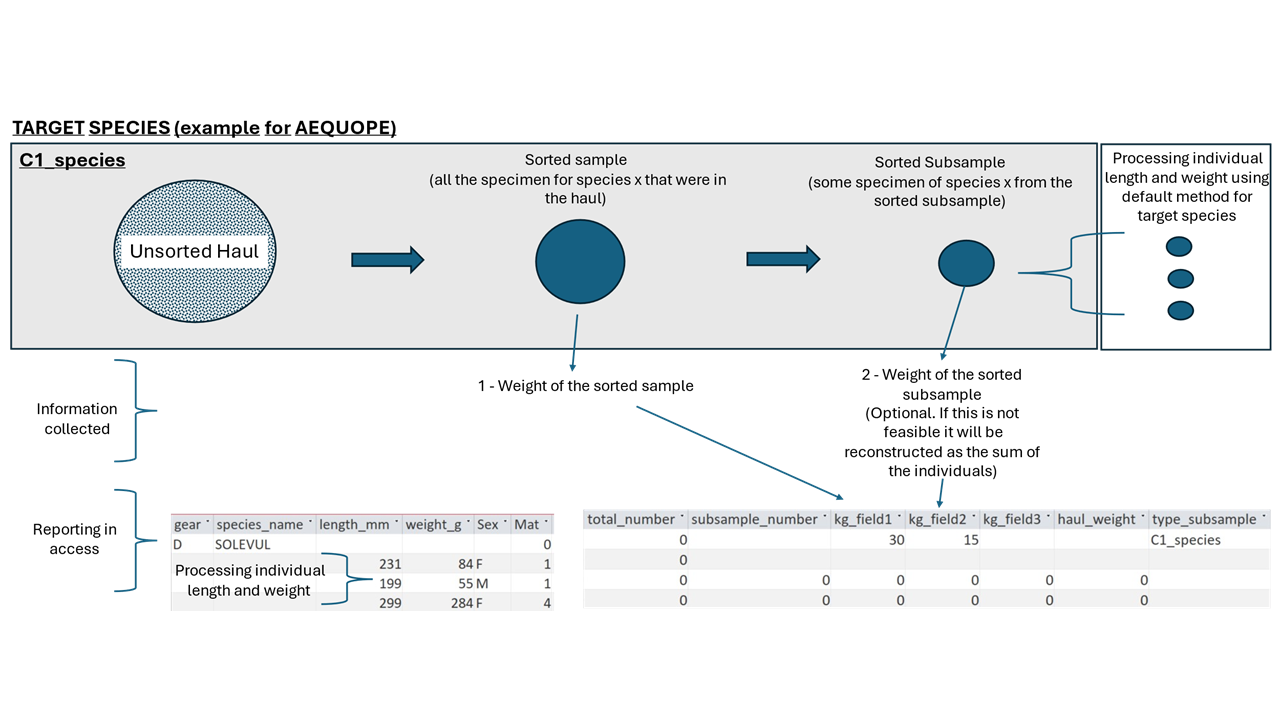 TARGET SPECIES (example for AEQUOPE)
C1_species
Unsorted Haul
Sorted sample
(all the specimen for species x that were in
the haul)
Sorted Subsample
(some specimen of species x from the
sorted subsample)
Processing individual
length and weight using
default method for
target species
Information
collected
1 - Weight of the sorted sample
2 - Weight of the sorted
subsample
(Optional. If this is not
feasible it will be
reconstructed as the sum of
the individuals)
Reporting in
access
gear species_name length_mm weight_g Sex Mat
D SOLEVUL 0
231 84 F 1
199 55 M 1
299 284 F 4
Processing individual
length and weight
total_number subsample_number kg_field1 kg_field2 kg_field3 haul_weight type_subsample
0 30 15 C1_species
0
0 0 0 0 0 0
0 0 0 0 0 0